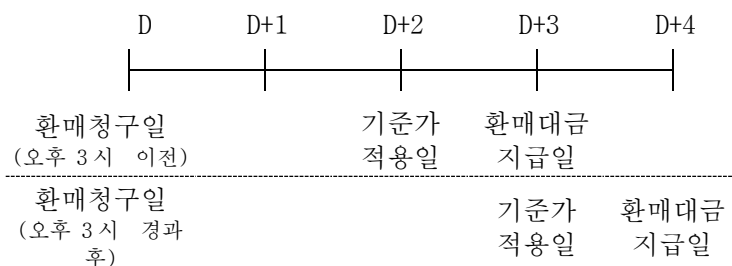 D D+1 D+2 D+3 D+4
환매청구일 기준가 환매대금
(오후 3시 이전) 적용일 지급일
환매청구일 기준가 환매대금
(오후 3시 경과 적용일 지급일
후)